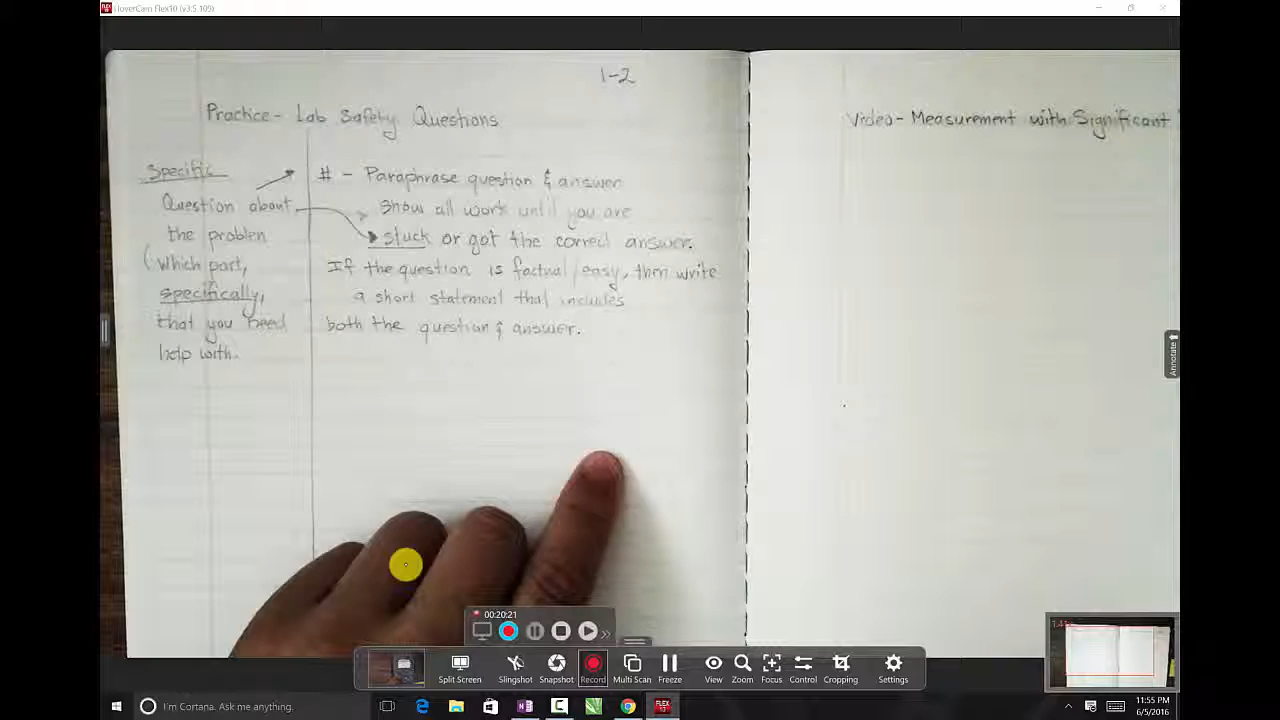 HoverCam Flex10 (v3.5.109)
1-2
Practice- Lab Safety Questions
Specific
Question about
the problem
(Which part,
specifically,
that you need
help with.
# - Paraphrase question & answer
Show all work until you are
stuck or got the correct answer.
If the question is factual/easy, then write
a short statement that includes
both the question & answer.
Video- Measurement with Significant
Annotate
00:20:21
Split Screen
Slingshot
Snapshot
Record
Multi Scan
Freeze
View
Zoom
Focus
Control
Cropping
Settings
I'm Cortana. Ask me anything.
11:55 PM
6/5/2016